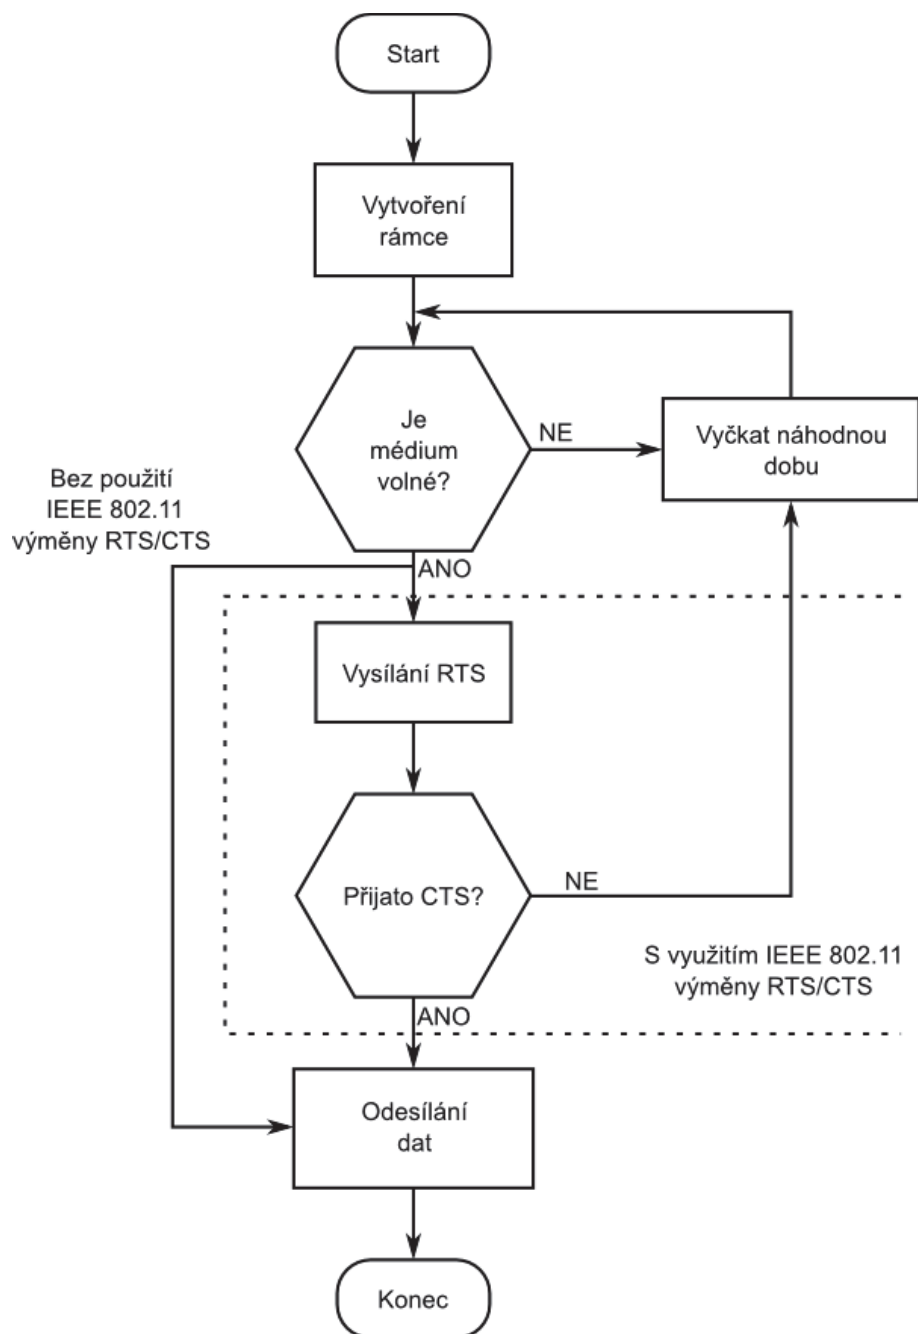 Start
Vytvoření
rámce
Je
médium
volné?
NE
Vyčkat náhodnou
dobu
Bez použití
IEEE 802.11
výměny RTS/CTS
ANO
Vysílání RTS
Přijato CTS?
NE
S využitím IEEE 802.11
výměny RTS/CTS
ANO
Odesílání
dat
Konec